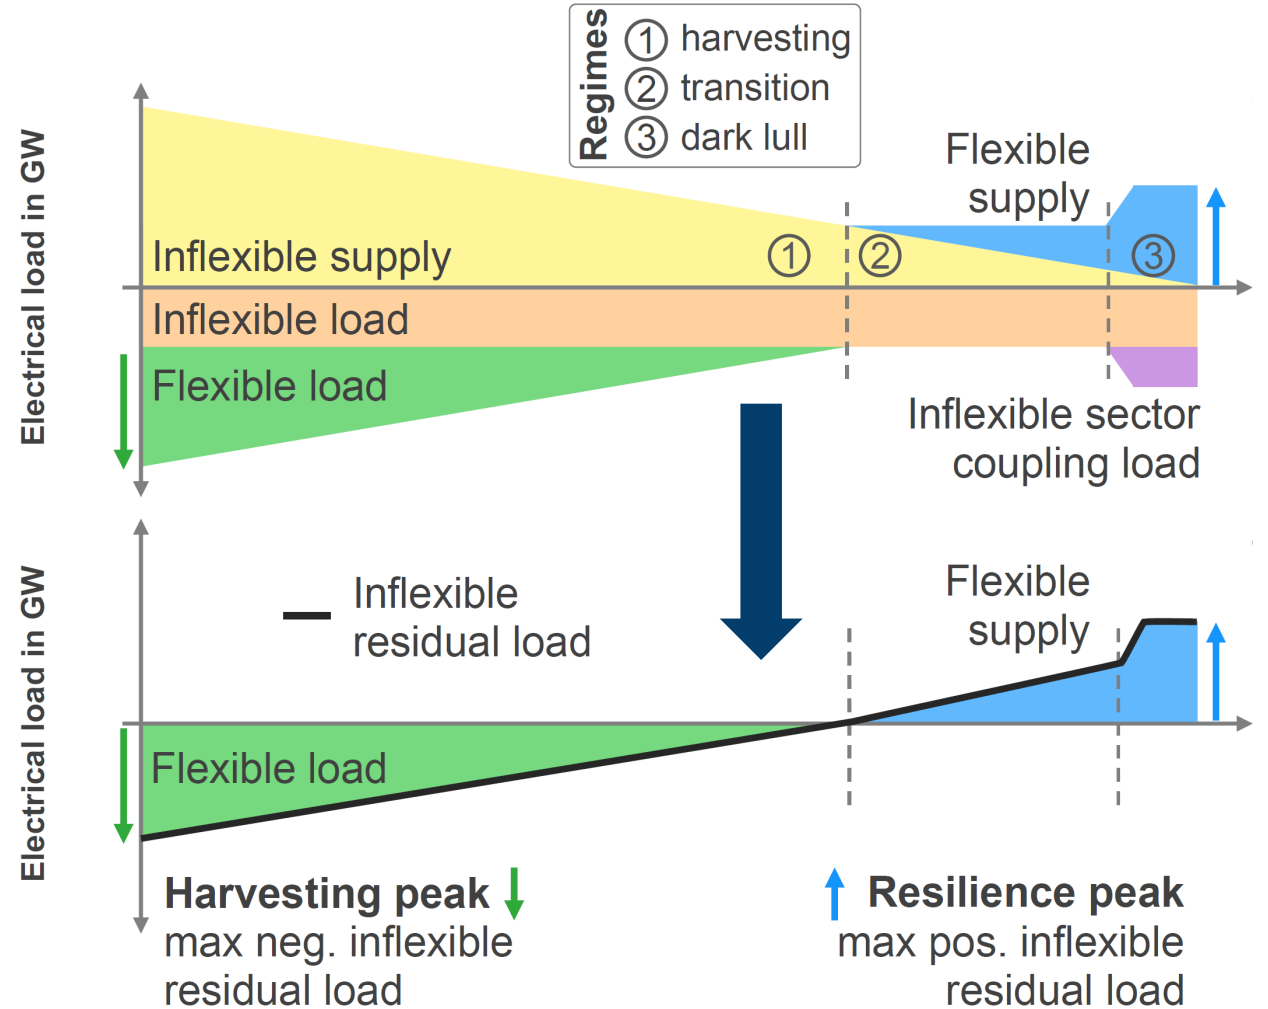 Regimes
1 harvesting
2 transition
3 dark lull
Electrical load in GW
Flexible
supply
Inflexible supply
1
2
3
Inflexible load
Flexible load
Inflexible sector
coupling load
Electrical load in GW
Inflexible
residual load
Flexible
supply
Flexible load
Harvesting peak
max neg. inflexible
residual load
Resilience peak
max pos. inflexible
residual load